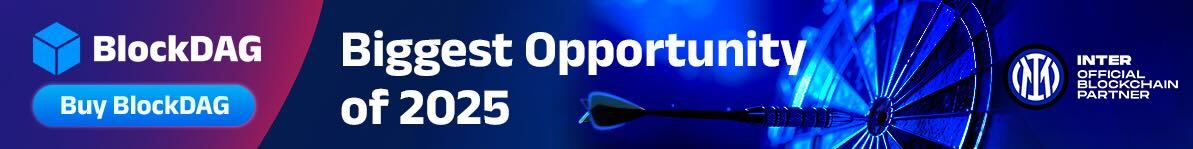 BlockDAG
Buy BlockDAG
Biggest Opportunity
of 2025
INTER
OFFICIAL
BLOCKCHAIN
PARTNER